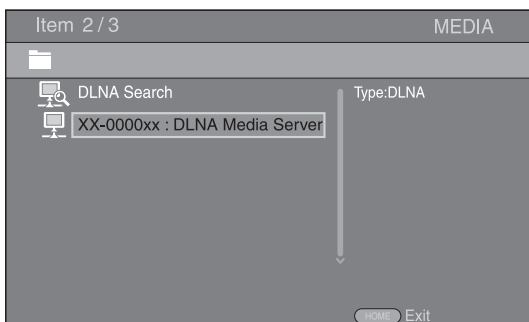 Item 2/3 MEDIA
DLNA Search
Type:DLNA
XX-0000xx : DLNA Media Server
HOME Exit